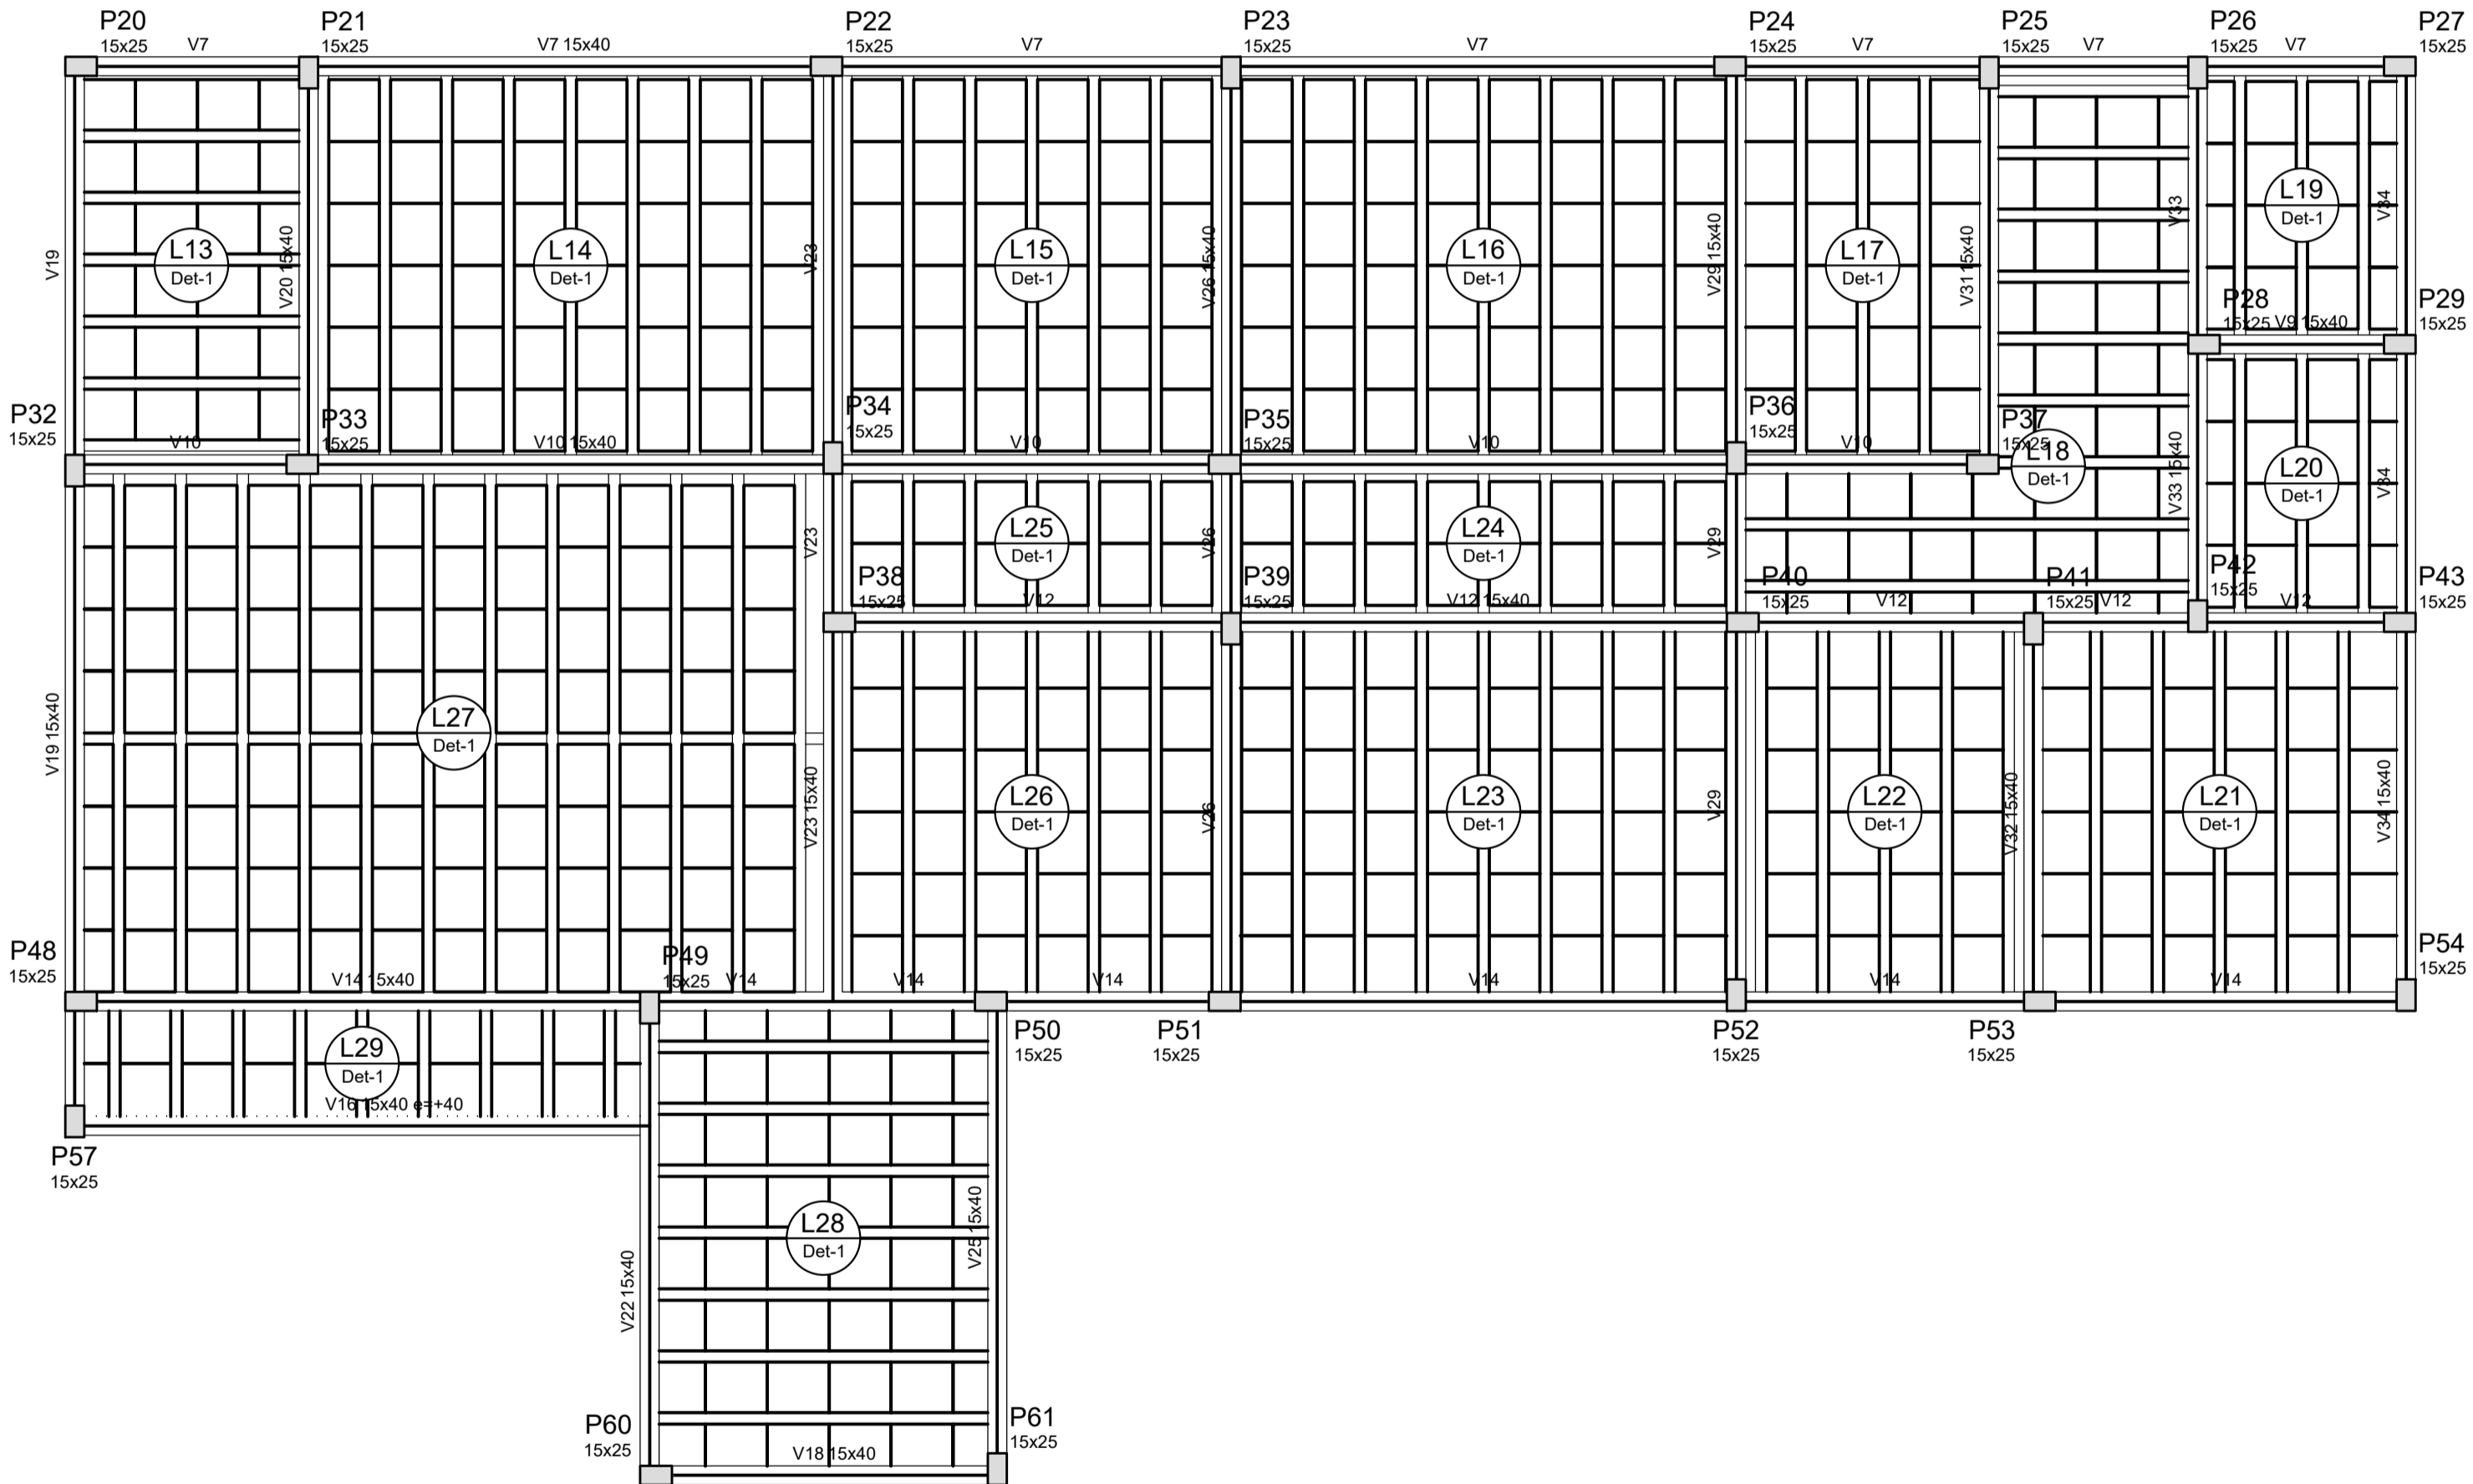 P20
15x25
V7
P21
15x25
V7 15x40
P22
15x25
V7
P23
15x25
V7
P24
15x25
V7
P25
15x25
V7
P26
15x25
V7
P27
15x25
V19
L13
Det-1
V20 15x40
L14
Det-1
V23
L15
Det-1
V26 15x40
L16
Det-1
V29 15x40
L17
Det-1
V31 15x40
V33
L19
Det-1
V34
P28
15x25
V9 15x40
P29
15x25
P32
15x25
V10
P33
15x25
V10 15x40
P34
15x25
V10
P35
15x25
V10
P36
15x25
V10
P37
15x25
L18
Det-1
V33 15x40
L20
Det-1
V34
V23
L25
Det-1
V26
L24
Det-1
V29
P38
15x25
V12
P39
15x25
V12 15x40
P40
15x25
V12
P41
15x25
V12
P42
15x25
V12
P43
15x25
V19 15x40
L27
Det-1
V23 15x40
L26
Det-1
V26
L23
Det-1
V29
L22
Det-1
V32 15x40
L21
Det-1
V34 15x40
P48
15x25
V14 15x40
P49
15x25
V14
V14
V14
V14
V14
V14
P54
15x25
P50
15x25
P51
15x25
P52
15x25
P53
15x25
L29
Det-1
V16 15x40 e=+40
P57
15x25
L28
Det-1
V25 15x40
V22 15x40
P60
15x25
V18 15x40
P61
15x25